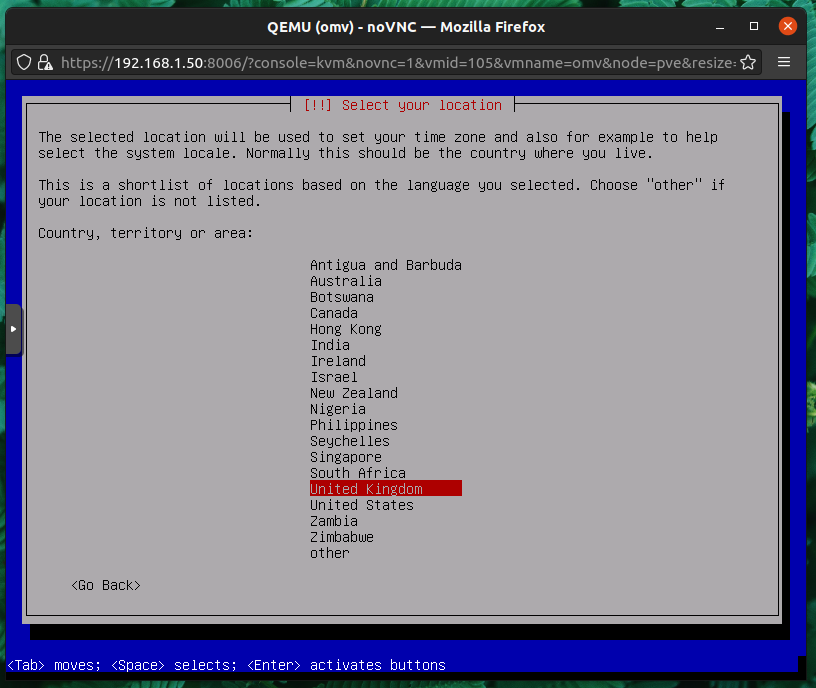 QEMU (omv) - noVNC — Mozilla Firefox
https://192.168.1.50:8006/?console=kvm&novnc=1&vmid=105&vmname=omv&node=pve&resize=
[!!] Select your location
The selected location will be used to set your time zone and also for example to help
select the system locale. Normally this should be the country where you live.
This is a shortlist of locations based on the language you selected. Choose "other" if
your location is not listed.
Country, territory or area:
Antigua and Barbuda
Australia
Botswana
Canada
Hong Kong
India
Ireland
Israel
New Zealand
Nigeria
Philippines
Seychelles
Singapore
South Africa
United Kingdom
United States
Zambia
Zimbabwe
other
<Go Back>
<Tab> moves; <Space> selects; <Enter> activates buttons